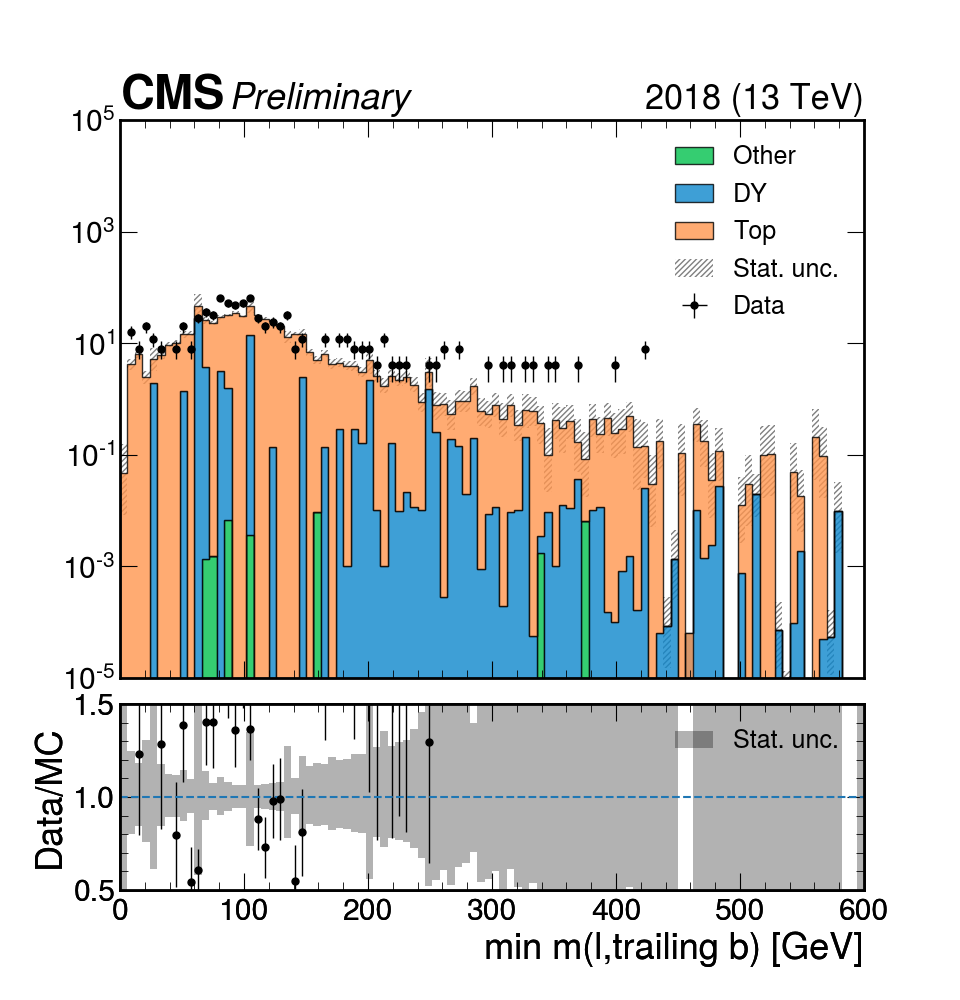 CMS Preliminary 2018 (13 TeV)
10^5
10^3
10^1
10^-1
10^-3
10^-5
Other
DY
Top
Stat. unc.
Data
1.5
1.0
0.5
Data/MC
Stat. unc.
0 100 200 300 400 500 600
min m(l,trailing b) [GeV]